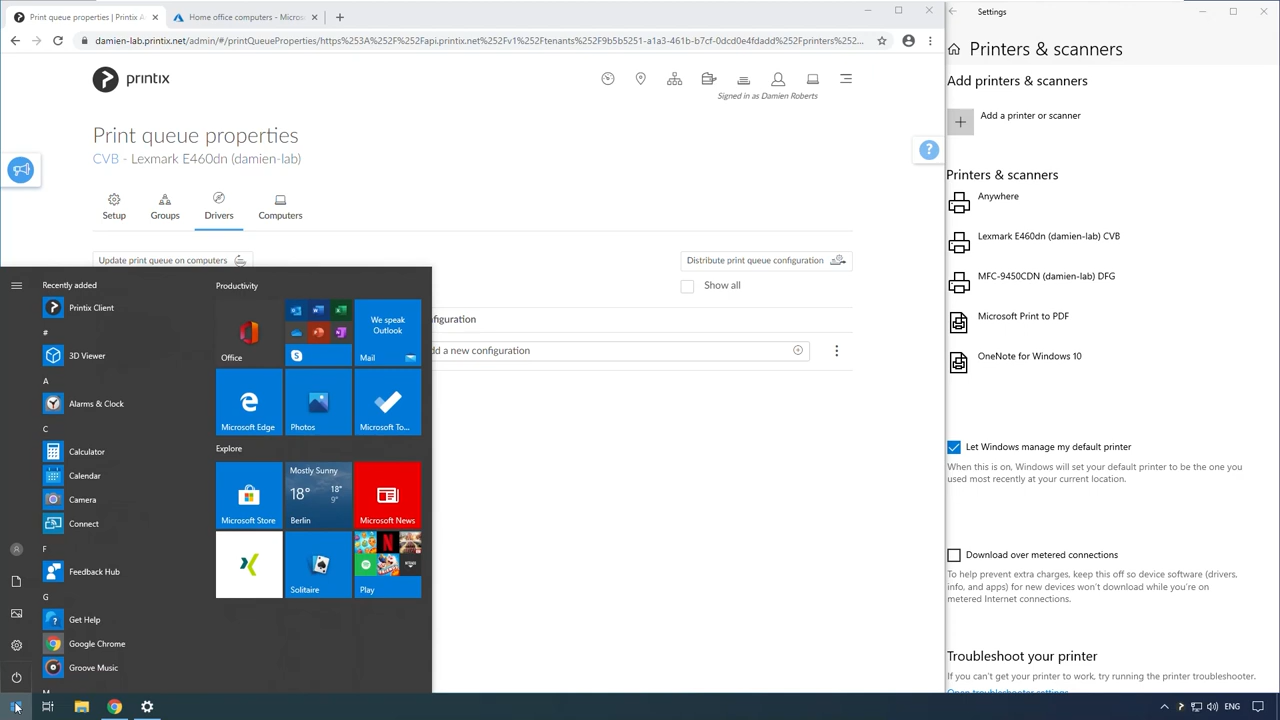 Print queue properties | Printix A
Home office computers - Micros
damien-lab.printix.net/admin/#/printQueueProperties/https%253A%252F%252Fapi.printix.net%252Fv1%252Ftenants%252F9b5b5251-a1a3-461b-b7cf-0dcd0e4fdadd%252Fprinters%252...
printix
Signed in as Damien Roberts
Print queue properties
CVB - Lexmark E460dn (damien-lab)
Setup
Groups
Drivers
Computers
Update print queue on computers
Distribute print queue configuration
Show all
nfiguration
dd a new configuration
?
Recently added
Printix Client
#
3D Viewer
A
Alarms & Clock
C
Calculator
Calendar
Camera
Connect
F
Feedback Hub
G
Get Help
Google Chrome
Groove Music
M
Productivity
Office
We speak
Outlook
Mail
Microsoft Edge
Photos
Microsoft To...
Explore
Microsoft Store
Mostly Sunny
18° 18°
9°
Berlin
Microsoft News
Solitaire
Play
Settings
Printers & scanners
Add printers & scanners
Add a printer or scanner
Printers & scanners
Anywhere
Lexmark E460dn (damien-lab) CVB
MFC-9450CDN (damien-lab) DFG
Microsoft Print to PDF
OneNote for Windows 10
Let Windows manage my default printer
When this is on, Windows will set your default printer to be the one you
used most recently at your current location.
Download over metered connections
To help prevent extra charges, keep this off so device software (drivers,
info, and apps) for new devices won't download while you're on
metered Internet connections.
Troubleshoot your printer
If you can't get your printer to work, try running the printer troubleshooter.
Open troubleshooter settings
ENG